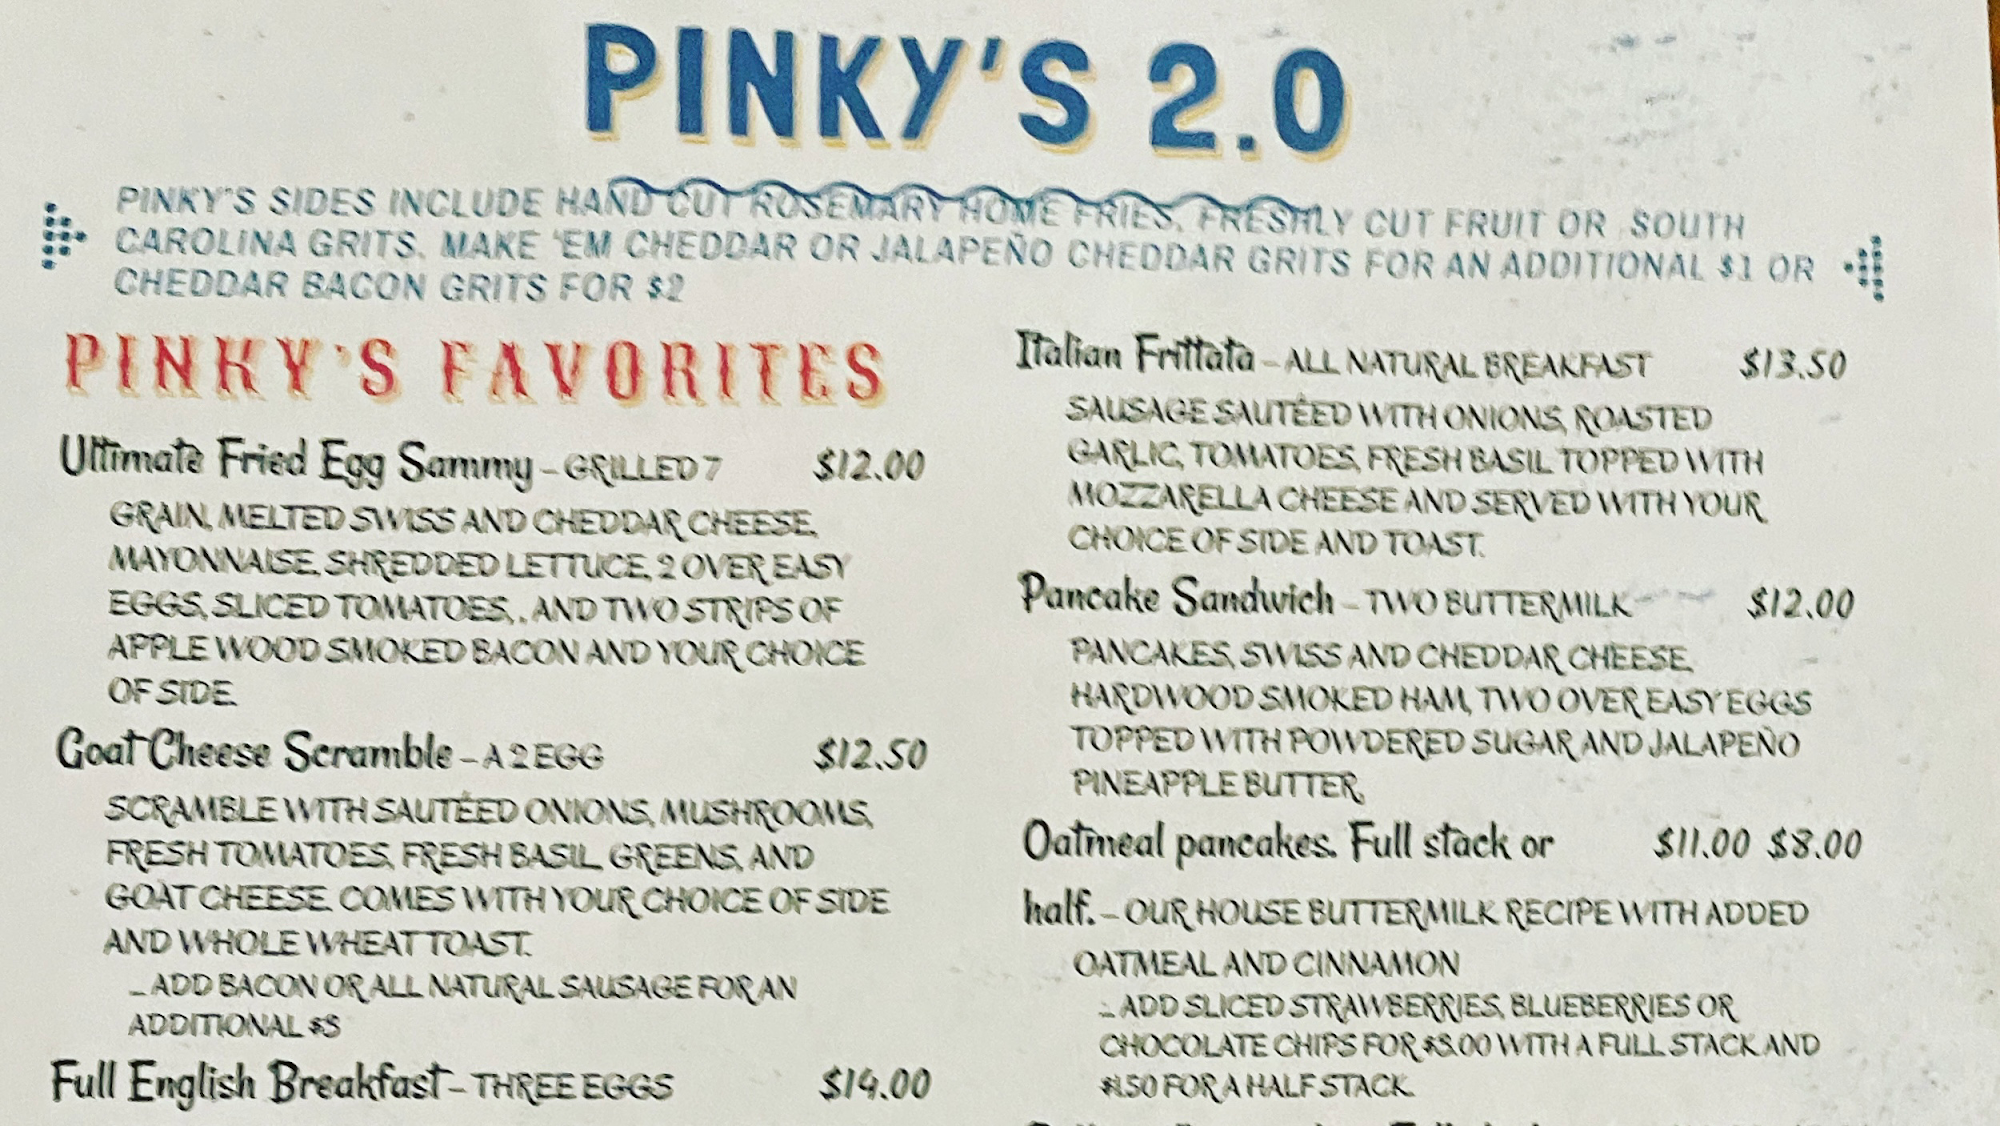 PINKY'S 2.0
PINKY'S SIDES INCLUDE HAND CUT ROSEMARY HOME FRIES, FRESHLY CUT FRUIT OR SOUTH
CAROLINA GRITS. MAKE 'EM CHEDDAR OR JALAPEÑO CHEDDAR GRITS FOR AN ADDITIONAL $1 OR
CHEDDAR BACON GRITS FOR $2
PINKY'S FAVORITES
Ultimate Fried Egg Sammy – GRILLED 7 $12.00
GRAIN, MELTED SWISS AND CHEDDAR CHEESE,
MAYONNAISE, SHREDDED LETTUCE, 2 OVER EASY
EGGS, SLICED TOMATOES, , AND TWO STRIPS OF
APPLE WOOD SMOKED BACON AND YOUR CHOICE
OF SIDE.
Goat Cheese Scramble – A 2 EGG $12.50
SCRAMBLE WITH SAUTÉED ONIONS, MUSHROOMS,
FRESH TOMATOES, FRESH BASIL, GREENS, AND
GOAT CHEESE. COMES WITH YOUR CHOICE OF SIDE
AND WHOLE WHEAT TOAST.
... ADD BACON OR ALL NATURAL SAUSAGE FOR AN
ADDITIONAL $3
Full English Breakfast – THREE EGGS $14.00
Italian Frittata – ALL NATURAL BREAKFAST $13.50
SAUSAGE SAUTÉED WITH ONIONS, ROASTED
GARLIC, TOMATOES, FRESH BASIL TOPPED WITH
MOZZARELLA CHEESE AND SERVED WITH YOUR
CHOICE OF SIDE AND TOAST.
Pancake Sandwich – TWO BUTTERMILK $12.00
PANCAKES, SWISS AND CHEDDAR CHEESE,
HARDWOOD SMOKED HAM, TWO OVER EASY EGGS
TOPPED WITH POWDERED SUGAR AND JALAPEÑO
PINEAPPLE BUTTER.
Oatmeal pancakes. Full stack or $11.00 $8.00
half. – OUR HOUSE BUTTERMILK RECIPE WITH ADDED
OATMEAL AND CINNAMON
... ADD SLICED STRAWBERRIES, BLUEBERRIES OR
CHOCOLATE CHIPS FOR $3.00 WITH A FULL STACK AND
$1.50 FOR A HALF STACK.